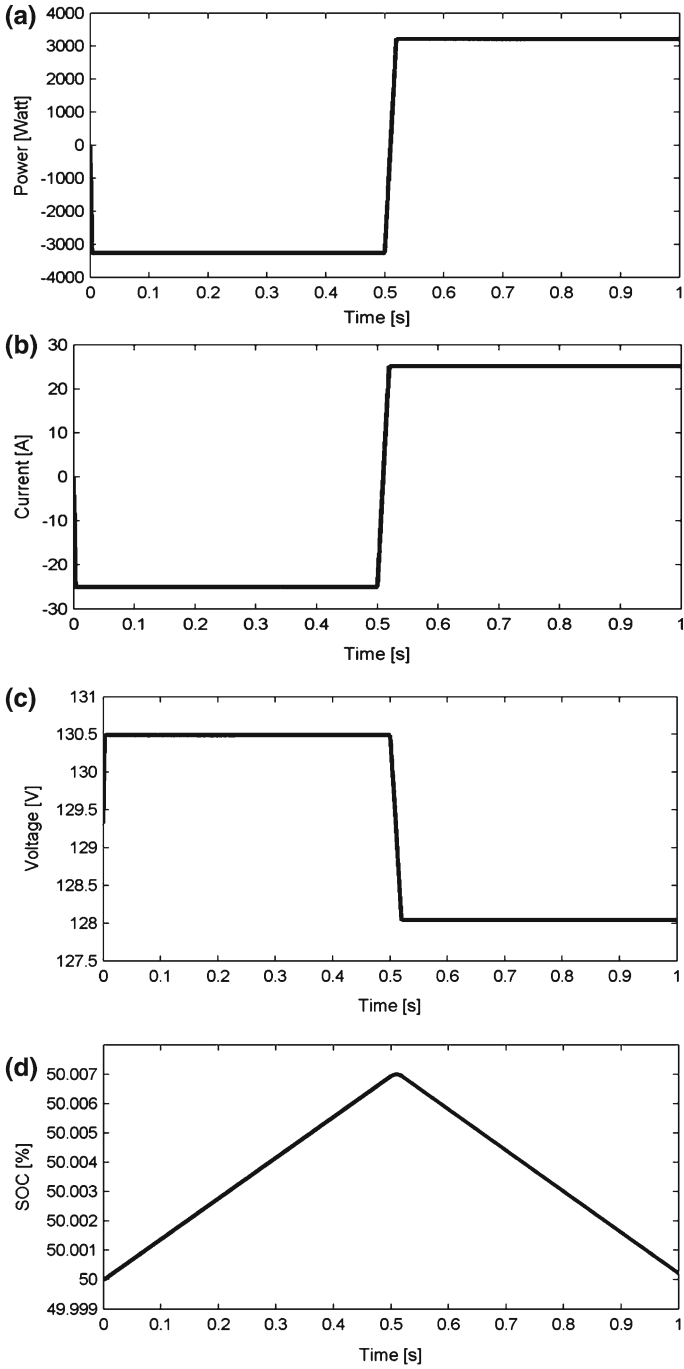 (a)
4000
3000
2000
1000
0
-1000
-2000
-3000
-4000
Power [Watt]
0 0.1 0.2 0.3 0.4 0.5 0.6 0.7 0.8 0.9 1
Time [s]
(b)
30
20
10
0
-10
-20
-30
Current [A]
0 0.1 0.2 0.3 0.4 0.5 0.6 0.7 0.8 0.9 1
Time [s]
(c)
131
130.5
130
129.5
129
128.5
128
127.5
Voltage [V]
0 0.1 0.2 0.3 0.4 0.5 0.6 0.7 0.8 0.9 1
Time [s]
(d)
50.007
50.006
50.005
50.004
50.003
50.002
50.001
50
49.999
SOC [%]
0 0.1 0.2 0.3 0.4 0.5 0.6 0.7 0.8 0.9 1
Time [s]